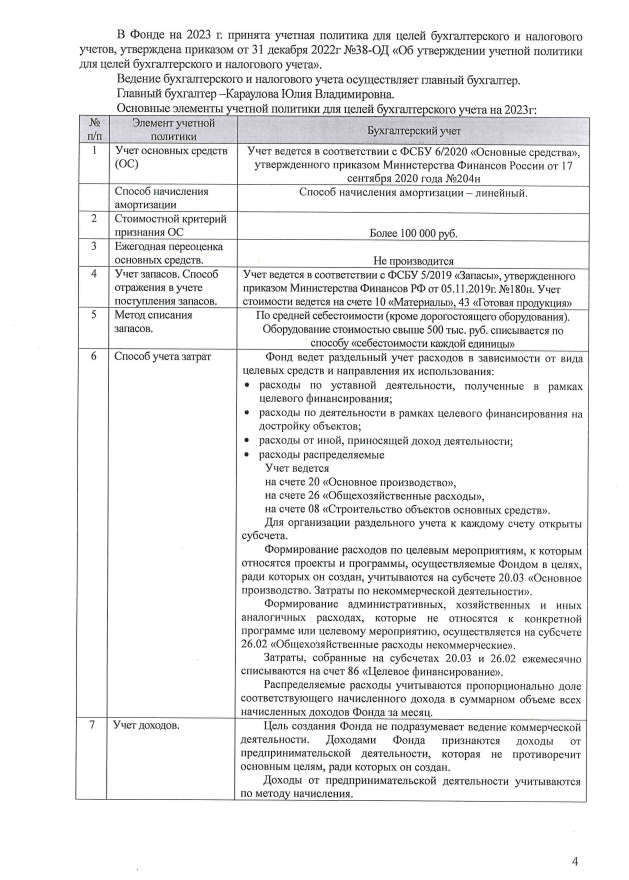 В Фонде на 2023 г. принята учетная политика для целей бухгалтерского и налогового
учетов, утверждена приказом от 31 декабря 2022г №38-ОД «Об утверждении учетной политики
для целей бухгалтерского и налогового учета».
Ведение бухгалтерского и налогового учета осуществляет главный бухгалтер.
Главный бухгалтер –Караулова Юлия Владимировна.
Основные элементы учетной политики для целей бухгалтерского учета на 2023г:
№
п/п
Элемент учетной
политики
Бухгалтерский учет
1
Учет основных средств
(ОС)
Учет ведется в соответствии с ФСБУ 6/2020 «Основные средства»,
утвержденного приказом Министерства Финансов России от 17
сентября 2020 года №204н
Способ начисления
амортизации
Способ начисления амортизации – линейный.
2
Стоимостной критерий
признания ОС
Более 100 000 руб.
3
Ежегодная переоценка
основных средств.
Не производится
4
Учет запасов. Способ
отражения в учете
поступления запасов.
Учет ведется в соответствии с ФСБУ 5/2019 «Запасы», утвержденного
приказом Министерства Финансов РФ от 05.11.2019г. №180н. Учет
стоимости ведется на счете 10 «Материалы», 43 «Готовая продукция»
5
Метод списания
запасов.
По средней себестоимости (кроме дорогостоящего оборудования).
Оборудование стоимостью свыше 500 тыс. руб. списывается по
способу «себестоимости каждой единицы»
6
Способ учета затрат
Фонд ведет раздельный учет расходов в зависимости от вида
целевых средств и направления их использования:
• расходы по уставной деятельности, полученные в рамках
целевого финансирования;
• расходы по деятельности в рамках целевого финансирования на
достройку объектов;
• расходы от иной, приносящей доход деятельности;
• расходы распределяемые
Учет ведется
на счете 20 «Основное производство»,
на счете 26 «Общехозяйственные расходы»,
на счете 08 «Строительство объектов основных средств».
Для организации раздельного учета к каждому счету открыты
субсчета.
Формирование расходов по целевым мероприятиям, к которым
относятся проекты и программы, осуществляемые Фондом в целях,
ради которых он создан, учитываются на субсчете 20.03 «Основное
производство. Затраты по некоммерческой деятельности».
Формирование административных, хозяйственных и иных
аналогичных расходах, которые не относятся к конкретной
программе или целевому мероприятию, осуществляется на субсчете
26.02 «Общехозяйственные расходы некоммерческие».
Затраты, собранные на субсчетах 20.03 и 26.02 ежемесячно
списываются на счет 86 «Целевое финансирование».
Распределяемые расходы учитываются пропорционально доле
соответствующего начисленного дохода в суммарном объеме всех
начисленных доходов Фонда за месяц.
7
Учет доходов.
Цель создания Фонда не подразумевает ведение коммерческой
деятельности. Доходами Фонда признаются доходы от
предпринимательской деятельности, которая не противоречит
основным целям, ради которых он создан.
Доходы от предпринимательской деятельности учитываются
по методу начисления.
4